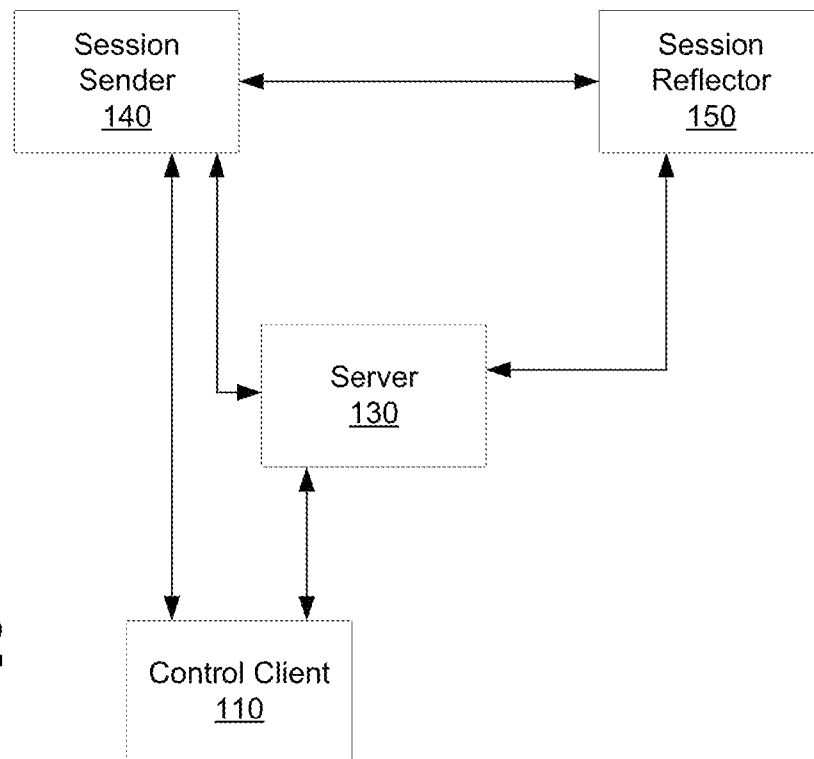 Session
Sender
140
Session
Reflector
150
Server
130
Control Client
110